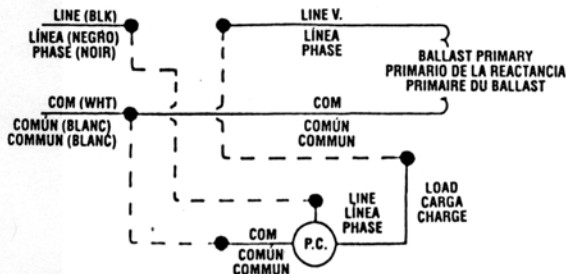 LINE (BLK)
LÍNEA (NEGRO)
PHASE (NOIR)
LINE V.
LÍNEA
PHASE
BALLAST PRIMARY
PRIMARIO DE LA REACTANCIA
PRIMAIRE DU BALLAST
COM (WHT)
COMÚN (BLANC)
COMMUN (BLANC)
COM
COMÚN
COMMUN
LINE
LÍNEA
PHASE
LOAD
CARGA
CHARGE
COM
COMÚN
COMMUN
P.C.